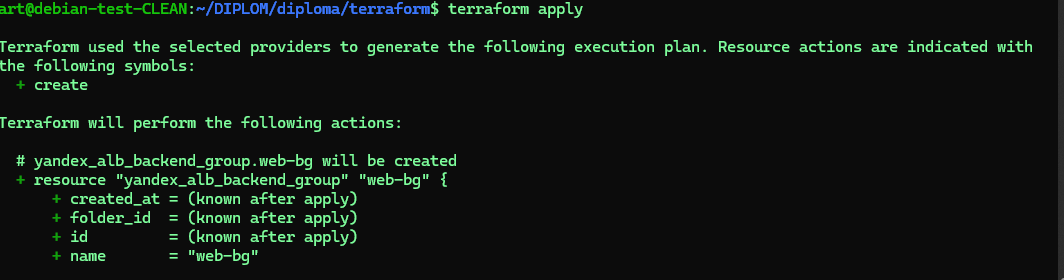 art@debian-test-CLEAN:~/DIPLOM/diploma/terraform$ terraform apply
Terraform used the selected providers to generate the following execution plan. Resource actions are indicated with
the following symbols:
  + create
Terraform will perform the following actions:
  # yandex_alb_backend_group.web-bg will be created
  + resource "yandex_alb_backend_group" "web-bg" {
      + created_at = (known after apply)
      + folder_id  = (known after apply)
      + id         = (known after apply)
      + name       = "web-bg"